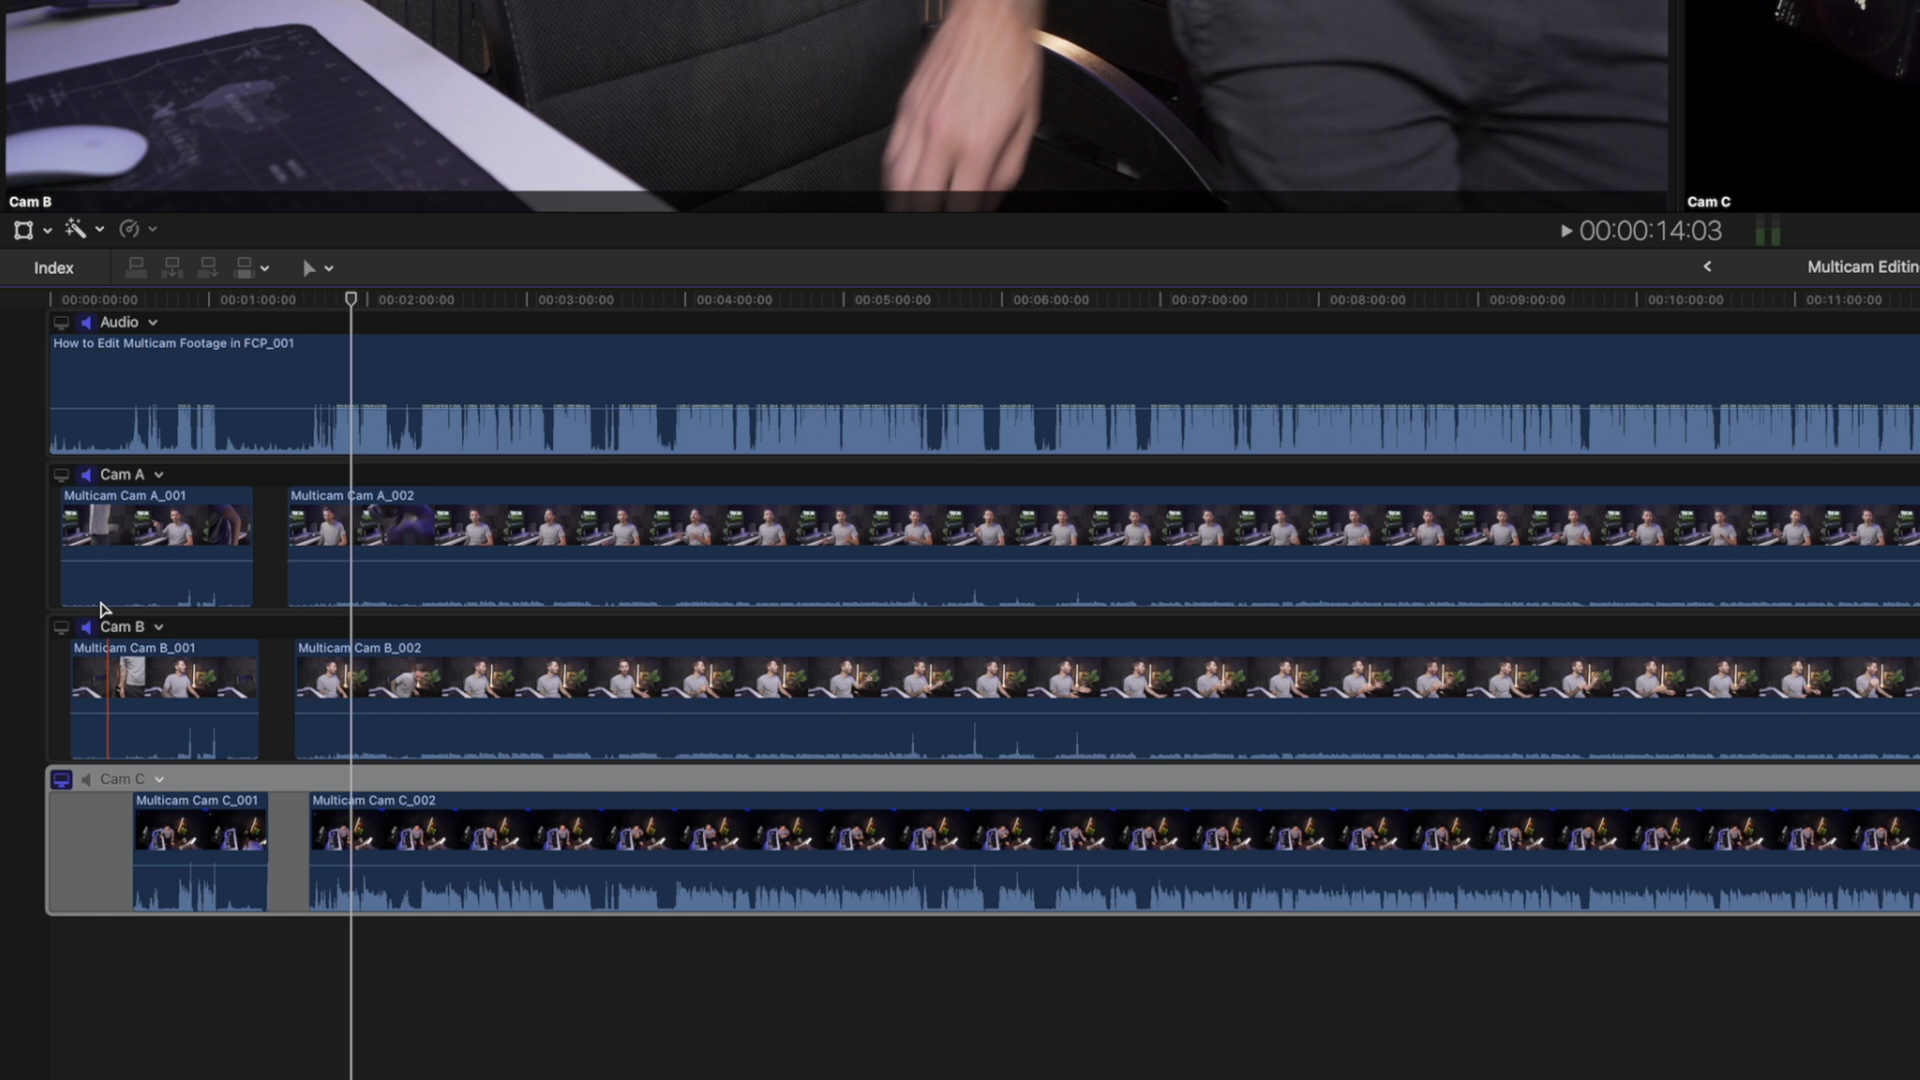 Cam B
Cam C
00:00:14:03
Index
Multicam Editin
00:00:00:00 00:01:00:00 00:02:00:00 00:03:00:00 00:04:00:00 00:05:00:00 00:06:00:00 00:07:00:00 00:08:00:00 00:09:00:00 00:10:00:00 00:11:00:00
Audio
How to Edit Multicam Footage in FCP_001
Cam A
Multicam Cam A_001 Multicam Cam A_002
Cam B
Multicam Cam B_001 Multicam Cam B_002
Cam C
Multicam Cam C_001 Multicam Cam C_002